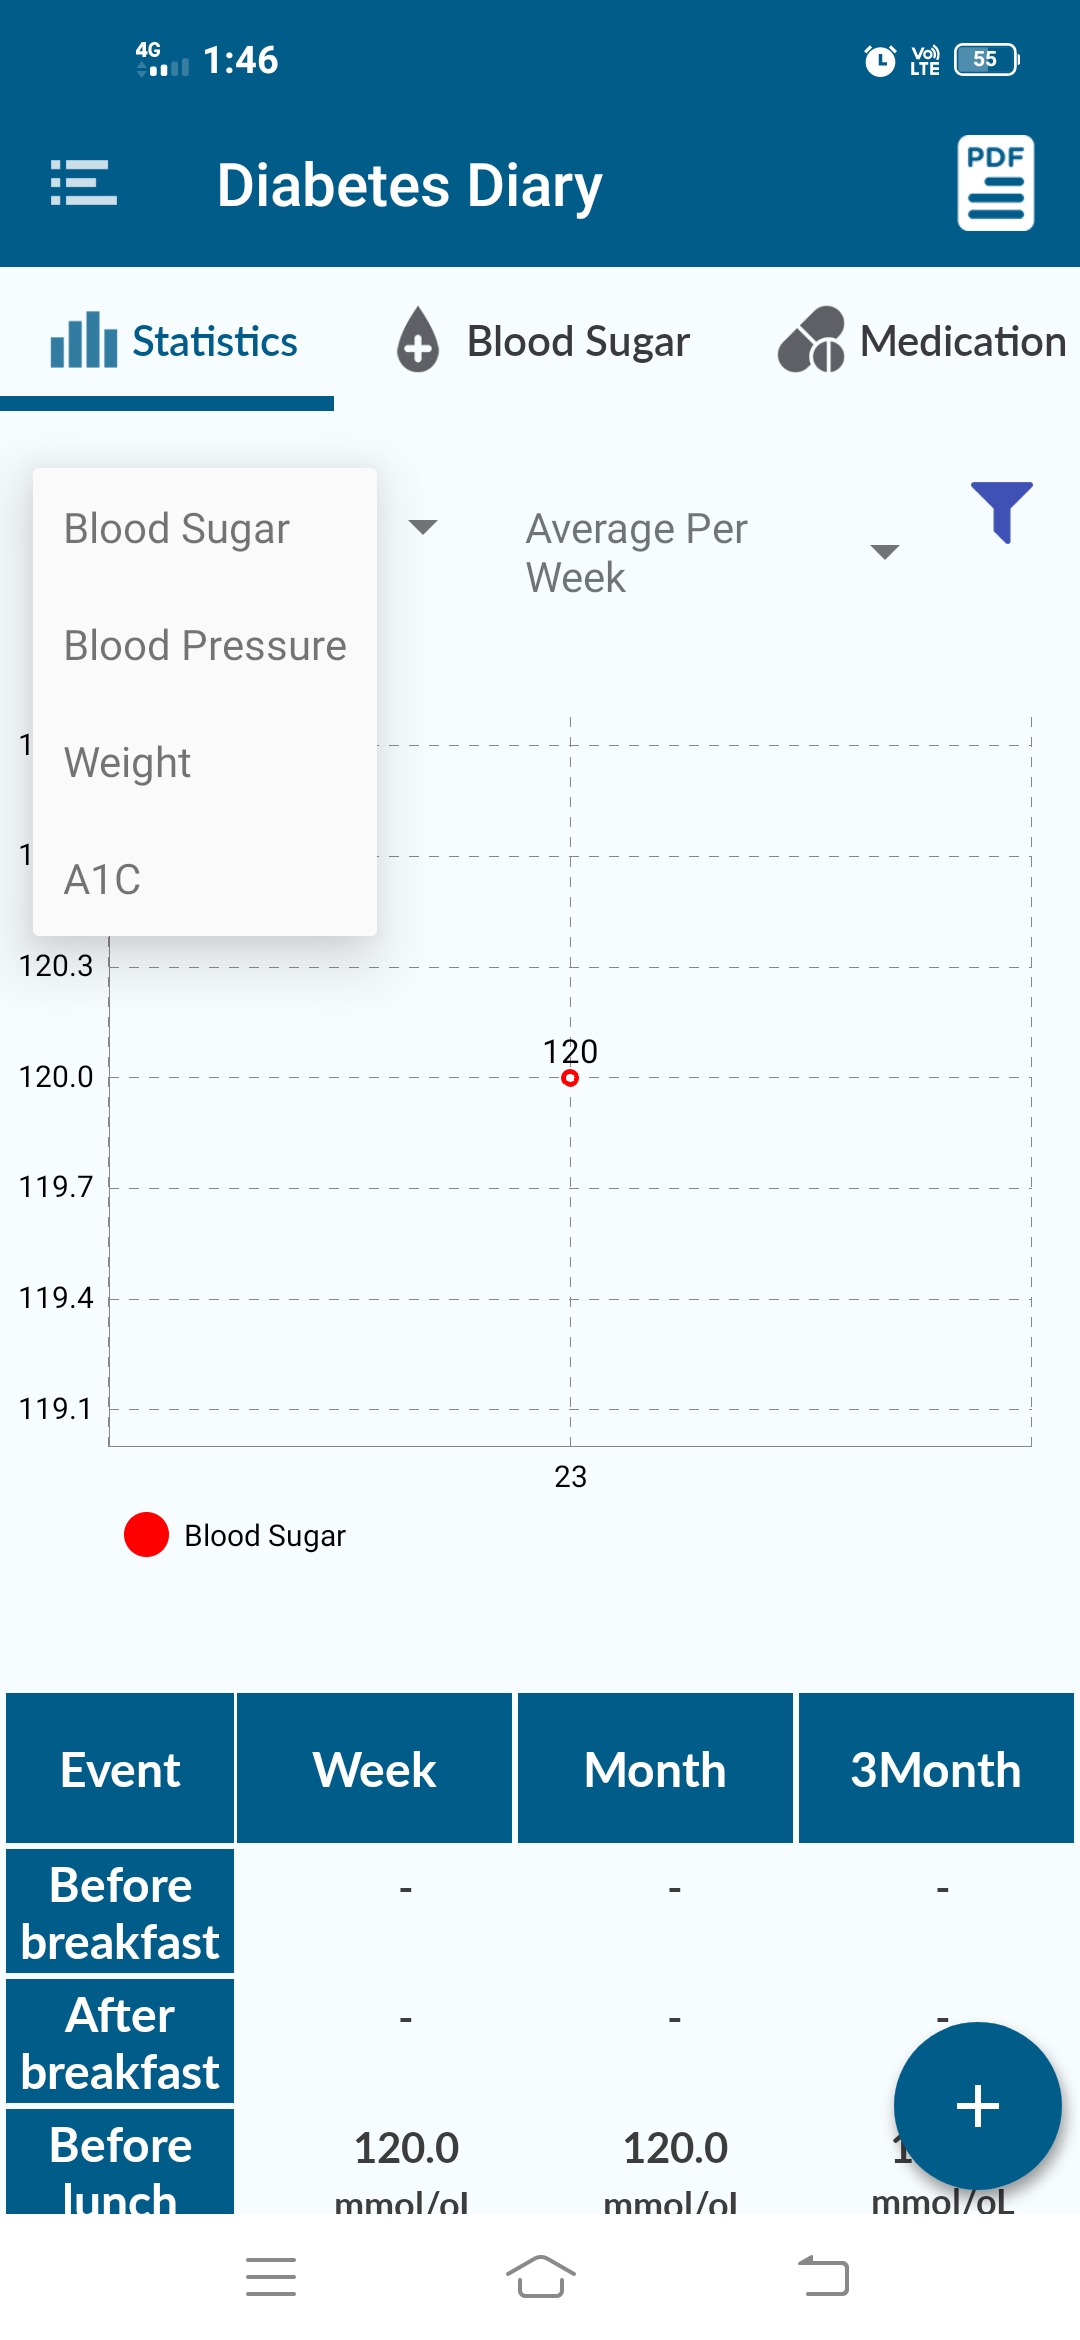 4G 1:46 Vo)) LTE 55
Diabetes Diary PDF
Statistics Blood Sugar Medication
Blood Sugar
Average Per
Week
Blood Pressure
Weight
A1C
120.3
120
120.0
119.7
119.4
119.1
23
Blood Sugar
Event Week Month 3Month
Before
breakfast
- - -
After
breakfast
- - -
Before
lunch
120.0 120.0
mmol/oL mmol/oL mmol/oL